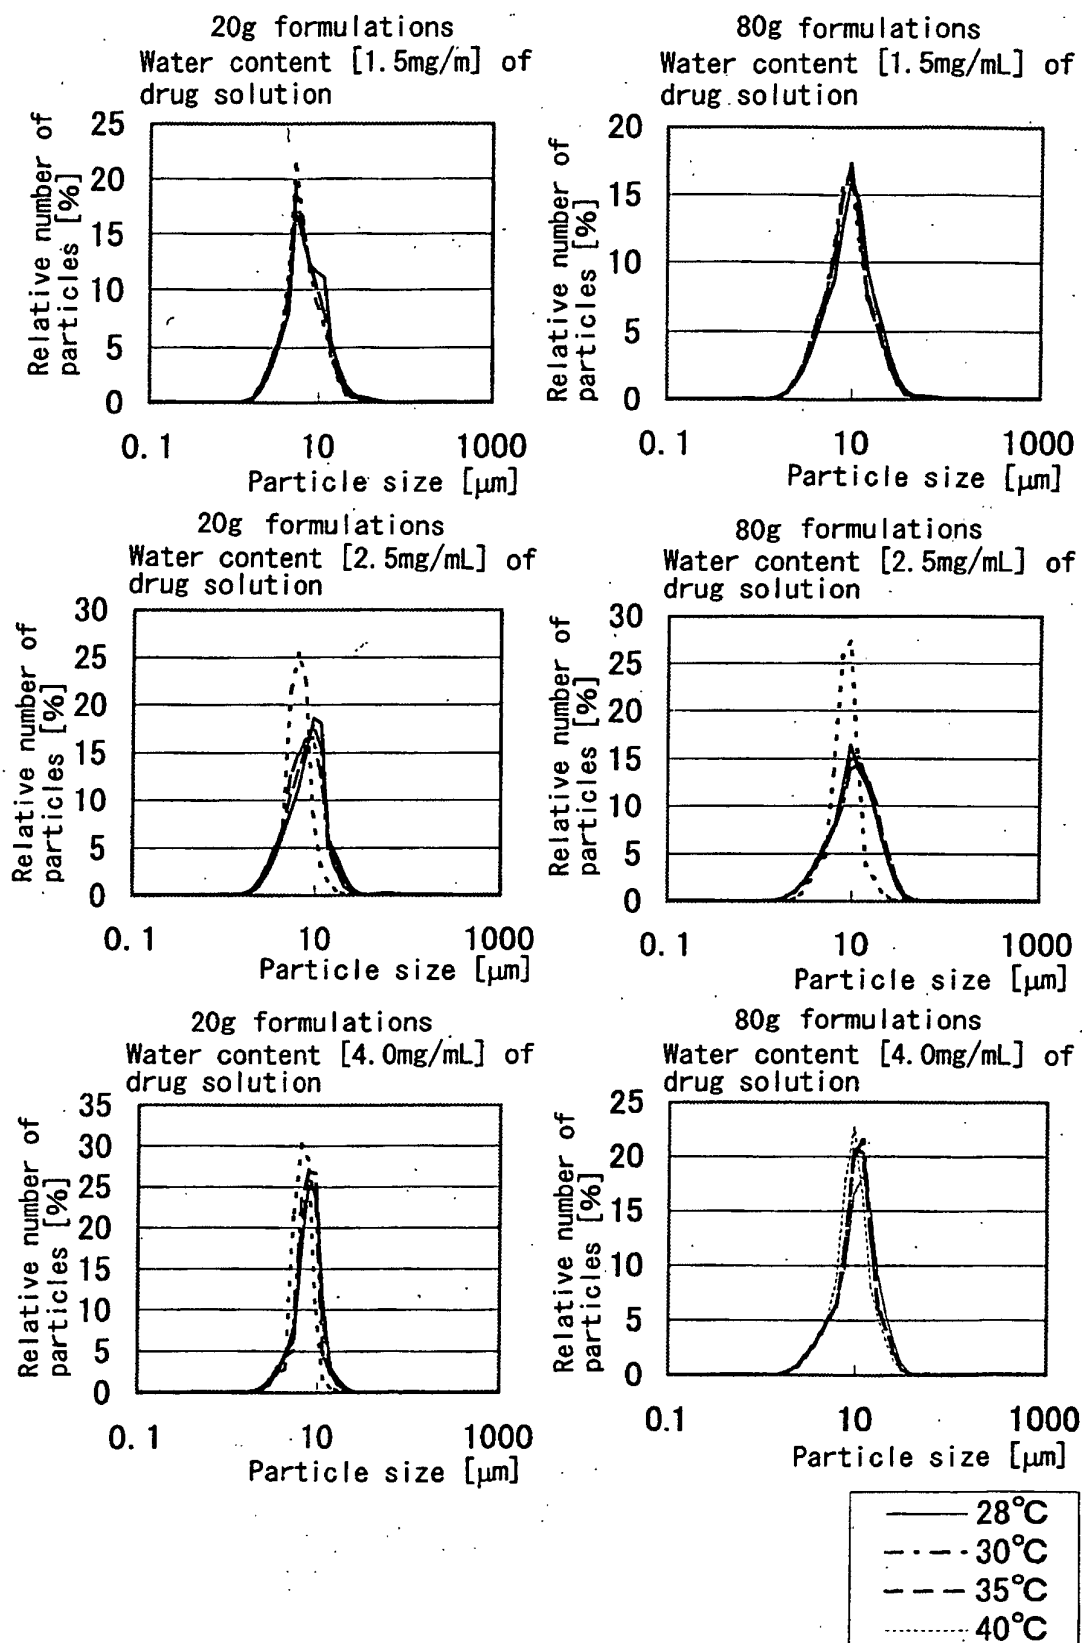 20g formulations
Water content [1.5mg/m] of
drug solution
Relative number of
particles [%]
25
20
15
10
5
0
0.1 10 1000
Particle size [μm]
80g formulations
Water content [1.5mg/mL] of
drug solution
Relative number of
particles [%]
20
15
10
5
0
0.1 10 1000
Particle size [μm]
20g formulations
Water content [2.5mg/mL] of
drug solution
Relative number of
particles [%]
30
25
20
15
10
5
0
0.1 10 1000
Particle size [μm]
80g formulations
Water content [2.5mg/mL] of
drug solution
Relative number of
particles [%]
30
25
20
15
10
5
0
0.1 10 1000
Particle size [μm]
20g formulations
Water content [4.0mg/mL] of
drug solution
Relative number of
particles [%]
35
30
25
20
15
10
5
0
0.1 10 1000
Particle size [μm]
80g formulations
Water content [4.0mg/mL] of
drug solution
Relative number of
particles [%]
25
20
15
10
5
0
0.1 10 1000
Particle size [μm]
28°C
30°C
35°C
40°C